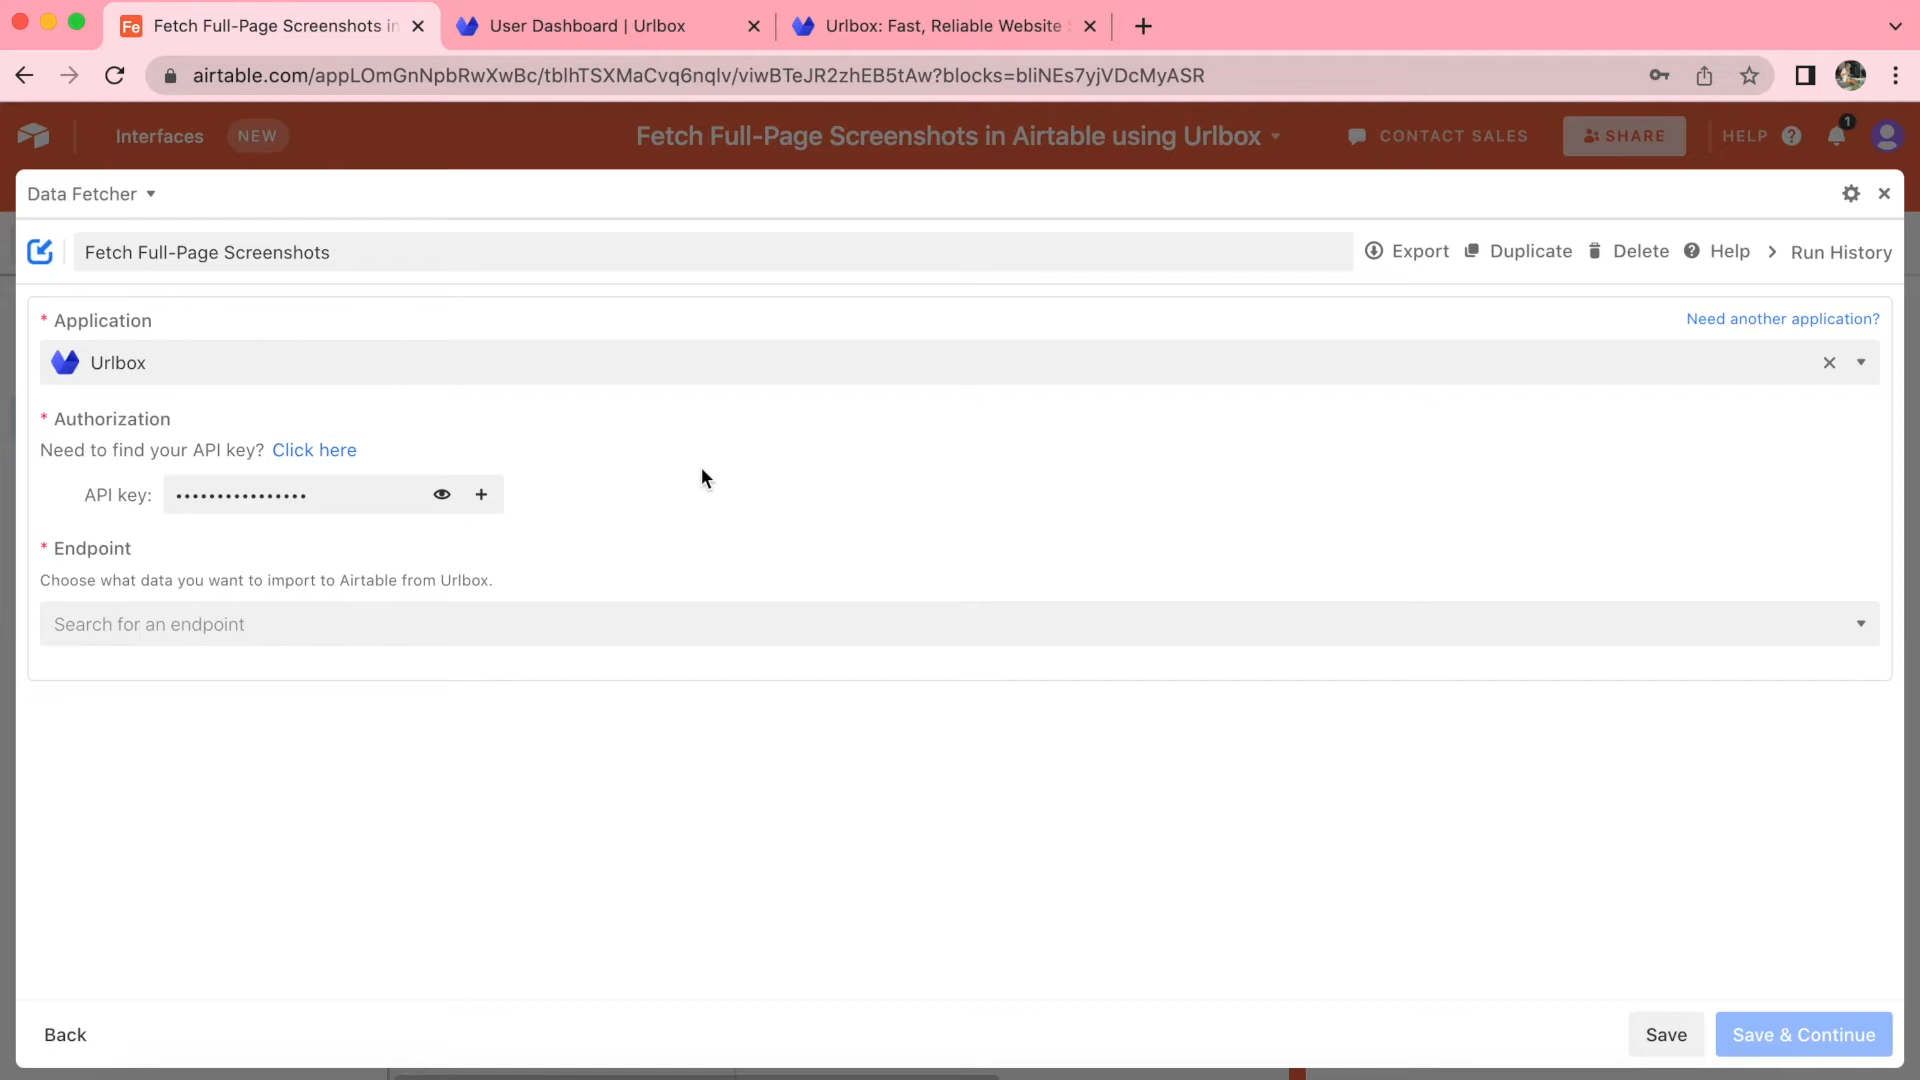 Fe Fetch Full-Page Screenshots in
User Dashboard | Urlbox
Urlbox: Fast, Reliable Website S
airtable.com/appLOmGnNpbRwXwBc/tblhTSXMaCvq6nqlv/viwBTeJR2zhEB5tAw?blocks=bliNEs7yjVDcMyASR
Interfaces NEW
Fetch Full-Page Screenshots in Airtable using Urlbox
CONTACT SALES
SHARE
HELP
1
Data Fetcher
Fetch Full-Page Screenshots
Export Duplicate Delete Help Run History
* Application
Need another application?
Urlbox
* Authorization
Need to find your API key? Click here
API key: ••••••••••••••••
* Endpoint
Choose what data you want to import to Airtable from Urlbox.
Search for an endpoint
Back
Save
Save & Continue